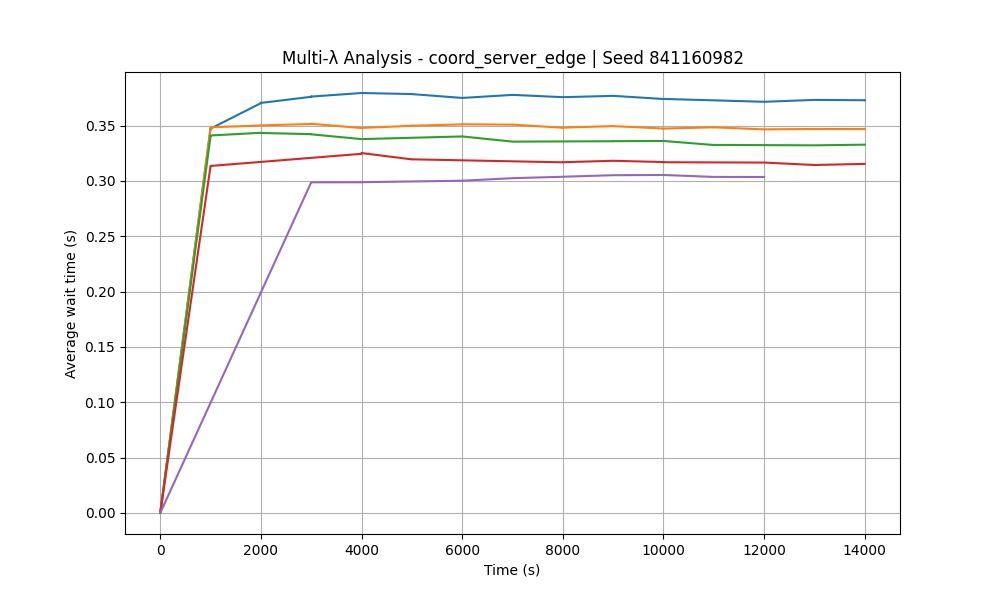 Multi-λ Analysis - coord_server_edge | Seed 841160982
Average wait time (s)
0.35
0.30
0.25
0.20
0.15
0.10
0.05
0.00
0 2000 4000 6000 8000 10000 12000 14000
Time (s)